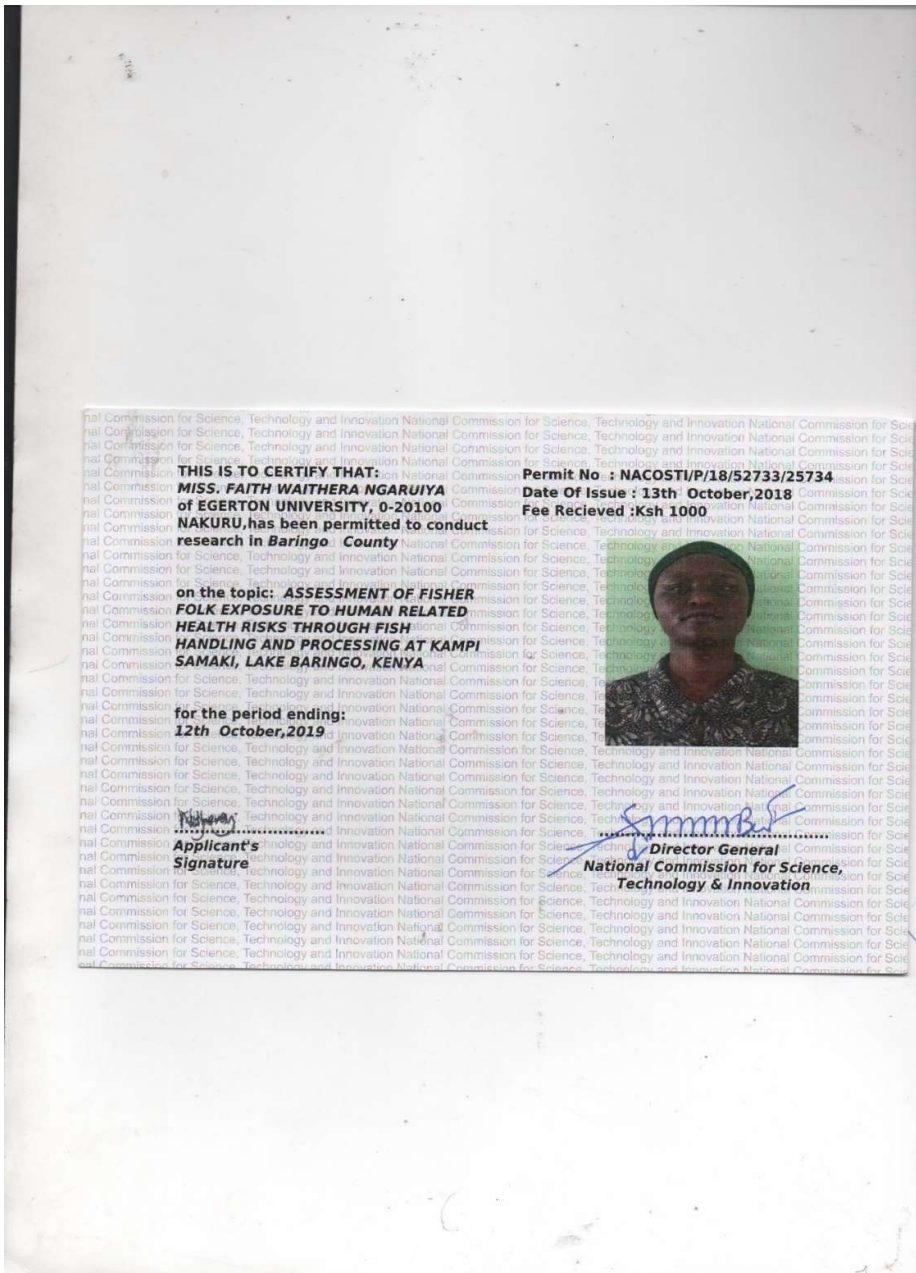 THIS IS TO CERTIFY THAT:
MISS. FAITH WAITHERA NGARUIYA
of EGERTON UNIVERSITY, 0-20100
NAKURU,has been permitted to conduct
research in Baringo County
on the topic: ASSESSMENT OF FISHER
FOLK EXPOSURE TO HUMAN RELATED
HEALTH RISKS THROUGH FISH
HANDLING AND PROCESSING AT KAMPI
SAMAKI, LAKE BARINGO, KENYA
for the period ending:
12th October,2019
Applicant's
Signature
Permit No : NACOSTI/P/18/52733/25734
Date Of Issue : 13th October,2018
Fee Recieved :Ksh 1000
Director General
National Commission for Science,
Technology & Innovation